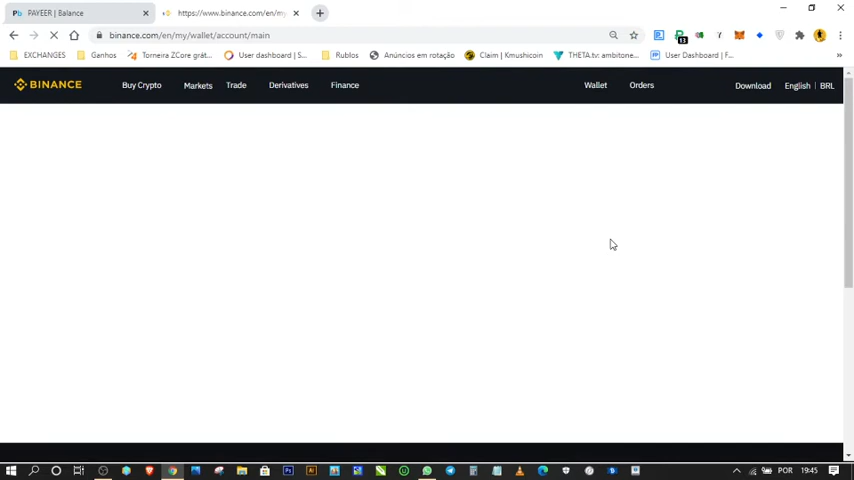 PAYEER | Balance
https://www.binance.com/en/my
binance.com/en/my/wallet/account/main
EXCHANGES Ganhos Torneira ZCore grát... User dashboard | S... Rublos Anúncios em rotação Claim | Kmushicoin THETA.tv: ambitone... User Dashboard | F... »
BINANCE Buy Crypto Markets Trade Derivatives Finance Wallet Orders Download English | BRL
POR 19:45